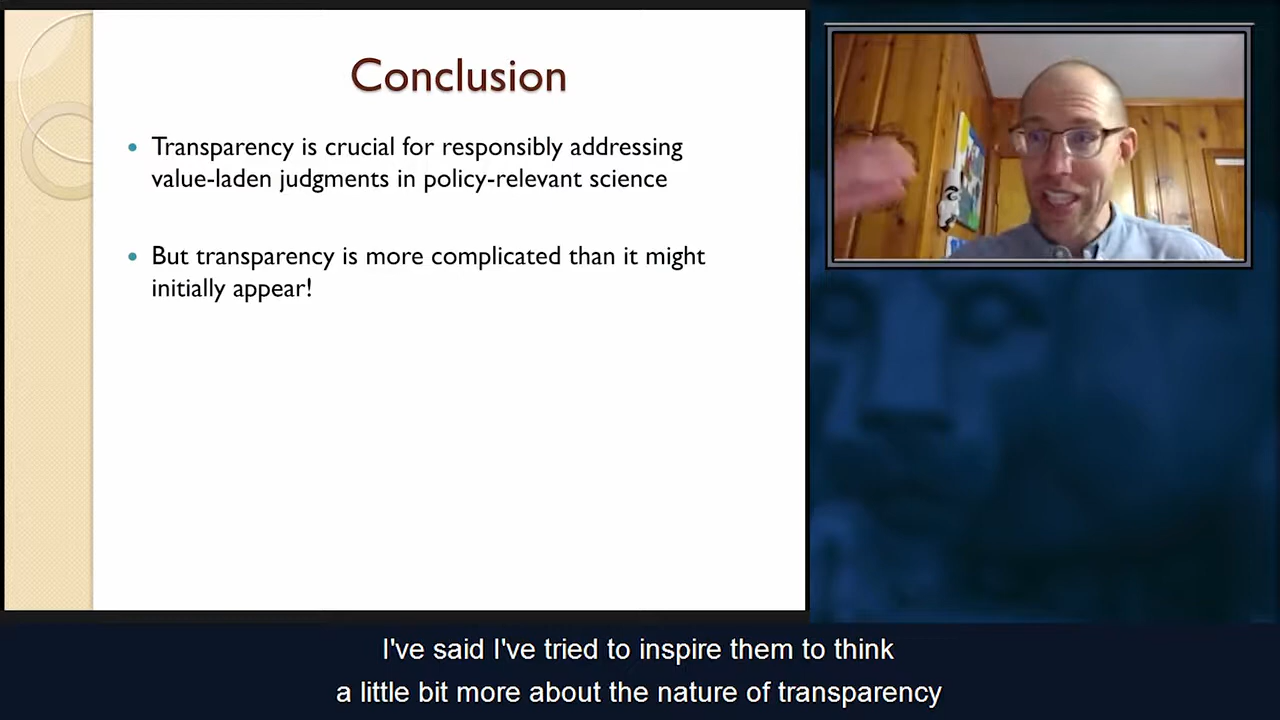 Conclusion
Transparency is crucial for responsibly addressing
value-laden judgments in policy-relevant science
But transparency is more complicated than it might
initially appear!
I've said I've tried to inspire them to think
a little bit more about the nature of transparency